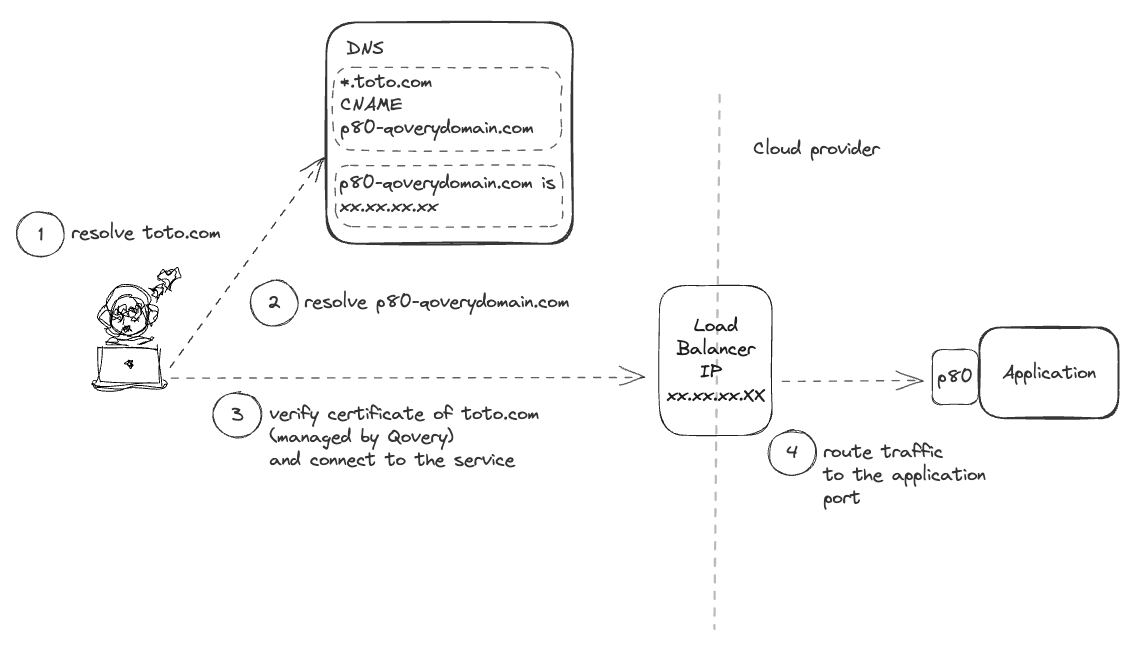 DNS
*.toto.com
CNAME
p80-qoverydomain.com
p80-qoverydomain.com is
xx.xx.xx.xx
Cloud provider
1 resolve toto.com
2 resolve p80-qoverydomain.com
Load
Balancer
IP
xx.xx.xx.XX
p80
Application
3 verify certificate of toto.com
(managed by Qovery)
and connect to the service
4 route traffic
to the application
port